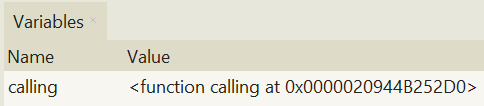 Variables ×
Name Value
calling <function calling at 0x0000020944B252D0>